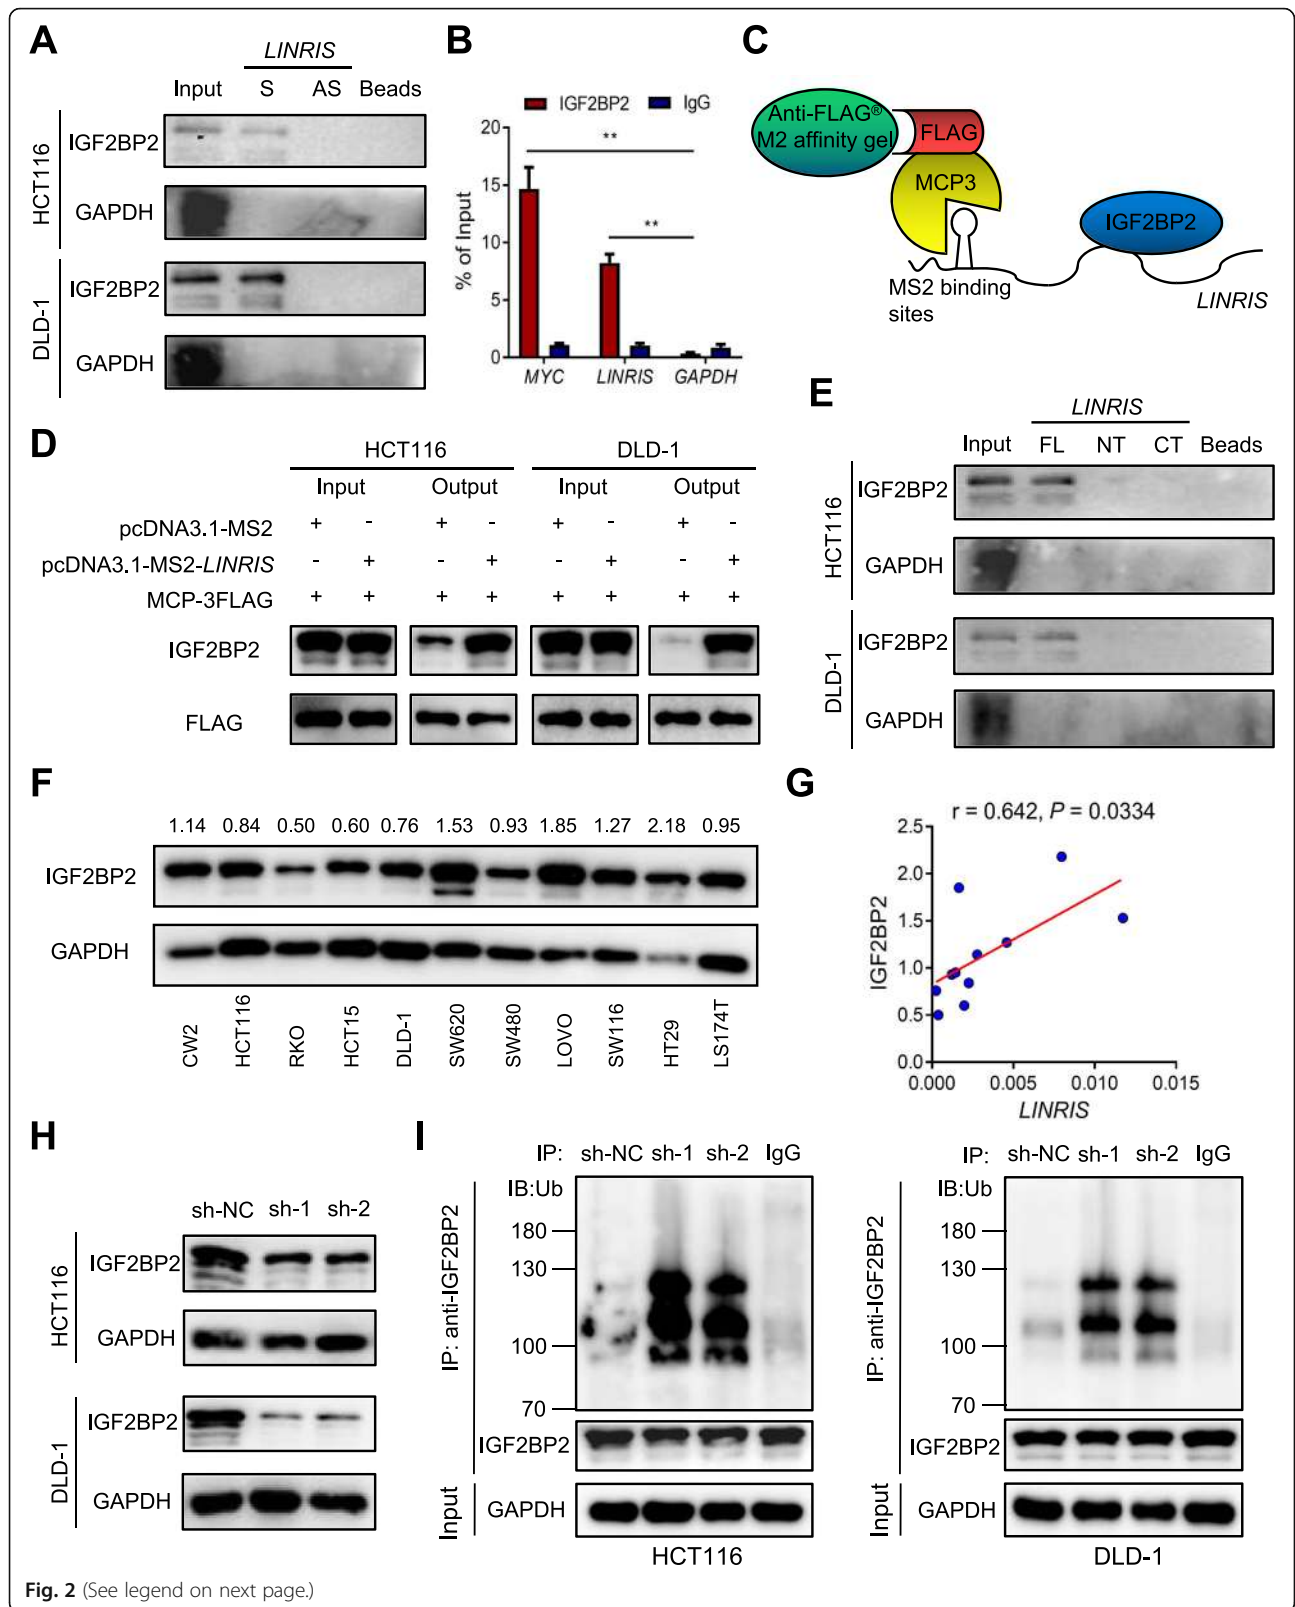 A
LINRIS
Input S AS Beads
HCT116
IGF2BP2
GAPDH
DLD-1
IGF2BP2
GAPDH
B
IGF2BP2 IgG
% of Input
20
15
10
5
0
**
**
MYC LINRIS GAPDH
C
Anti-FLAG®
M2 affinity gel
FLAG
MCP3
IGF2BP2
MS2 binding
sites
LINRIS
D
HCT116 DLD-1
Input Output Input Output
pcDNA3.1-MS2 + - + - + - + -
pcDNA3.1-MS2-LINRIS - + - + - + - +
MCP-3FLAG + + + + + + + +
IGF2BP2
FLAG
E
LINRIS
Input FL NT CT Beads
HCT116
IGF2BP2
GAPDH
DLD-1
IGF2BP2
GAPDH
F
1.14 0.84 0.50 0.60 0.76 1.53 0.93 1.85 1.27 2.18 0.95
IGF2BP2
GAPDH
CW2 HCT116 RKO HCT15 DLD-1 SW620 SW480 LOVO SW116 HT29 LS174T
G
r = 0.642, P = 0.0334
IGF2BP2
2.5
2.0
1.5
1.0
0.5
0.0
0.000 0.005 0.010 0.015
LINRIS
H
sh-NC sh-1 sh-2
HCT116
IGF2BP2
GAPDH
DLD-1
IGF2BP2
GAPDH
I
IP: sh-NC sh-1 sh-2 IgG
IB:Ub
IP: anti-IGF2BP2
180
130
100
70
IGF2BP2
Input
GAPDH
HCT116
IP: sh-NC sh-1 sh-2 IgG
IB:Ub
IP: anti-IGF2BP2
180
130
100
70
IGF2BP2
Input
GAPDH
DLD-1
Fig. 2 (See legend on next page.)